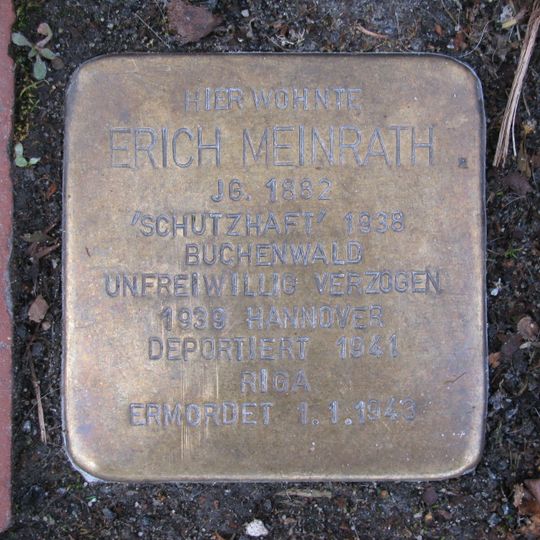 HIER WOHNTE
ERICH MEINRATH
JG. 1882
'SCHUTZHAFT' 1938
BUCHENWALD
UNFREIWILLIG VERZOGEN
1939 HANNOVER
DEPORTIERT 1941
RIGA
ERMORDET 1.1.1943